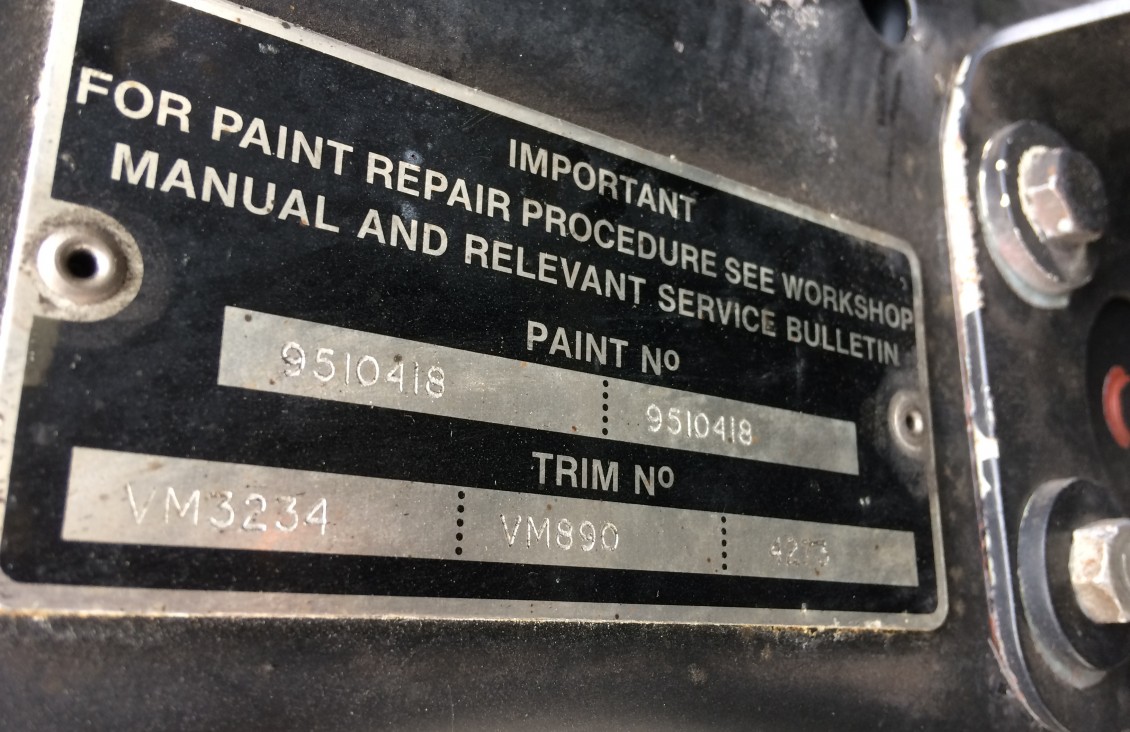 IMPORTANT
FOR PAINT REPAIR PROCEDURE SEE WORKSHOP
MANUAL AND RELEVANT SERVICE BULLETIN
PAINT Nº
9510418 9510418
TRIM Nº
VM3234 VM890